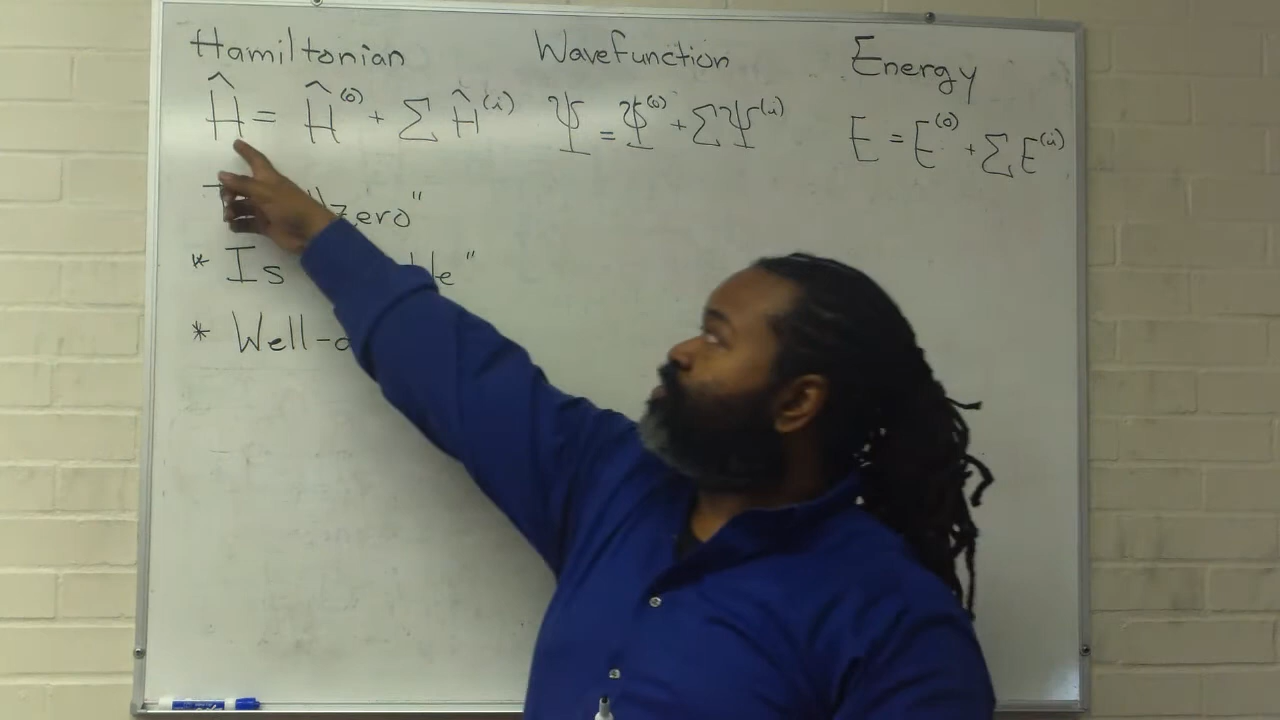 Hamiltonian Wavefunction Energy
Ĥ = Ĥ⁽⁰⁾ + ∑ Ĥ⁽ⁱ⁾ Ψ = Ψ⁽⁰⁾ + ∑Ψ⁽ⁱ⁾ E = E⁽⁰⁾ + ∑E⁽ⁱ⁾
zero"
* Is
* Well-